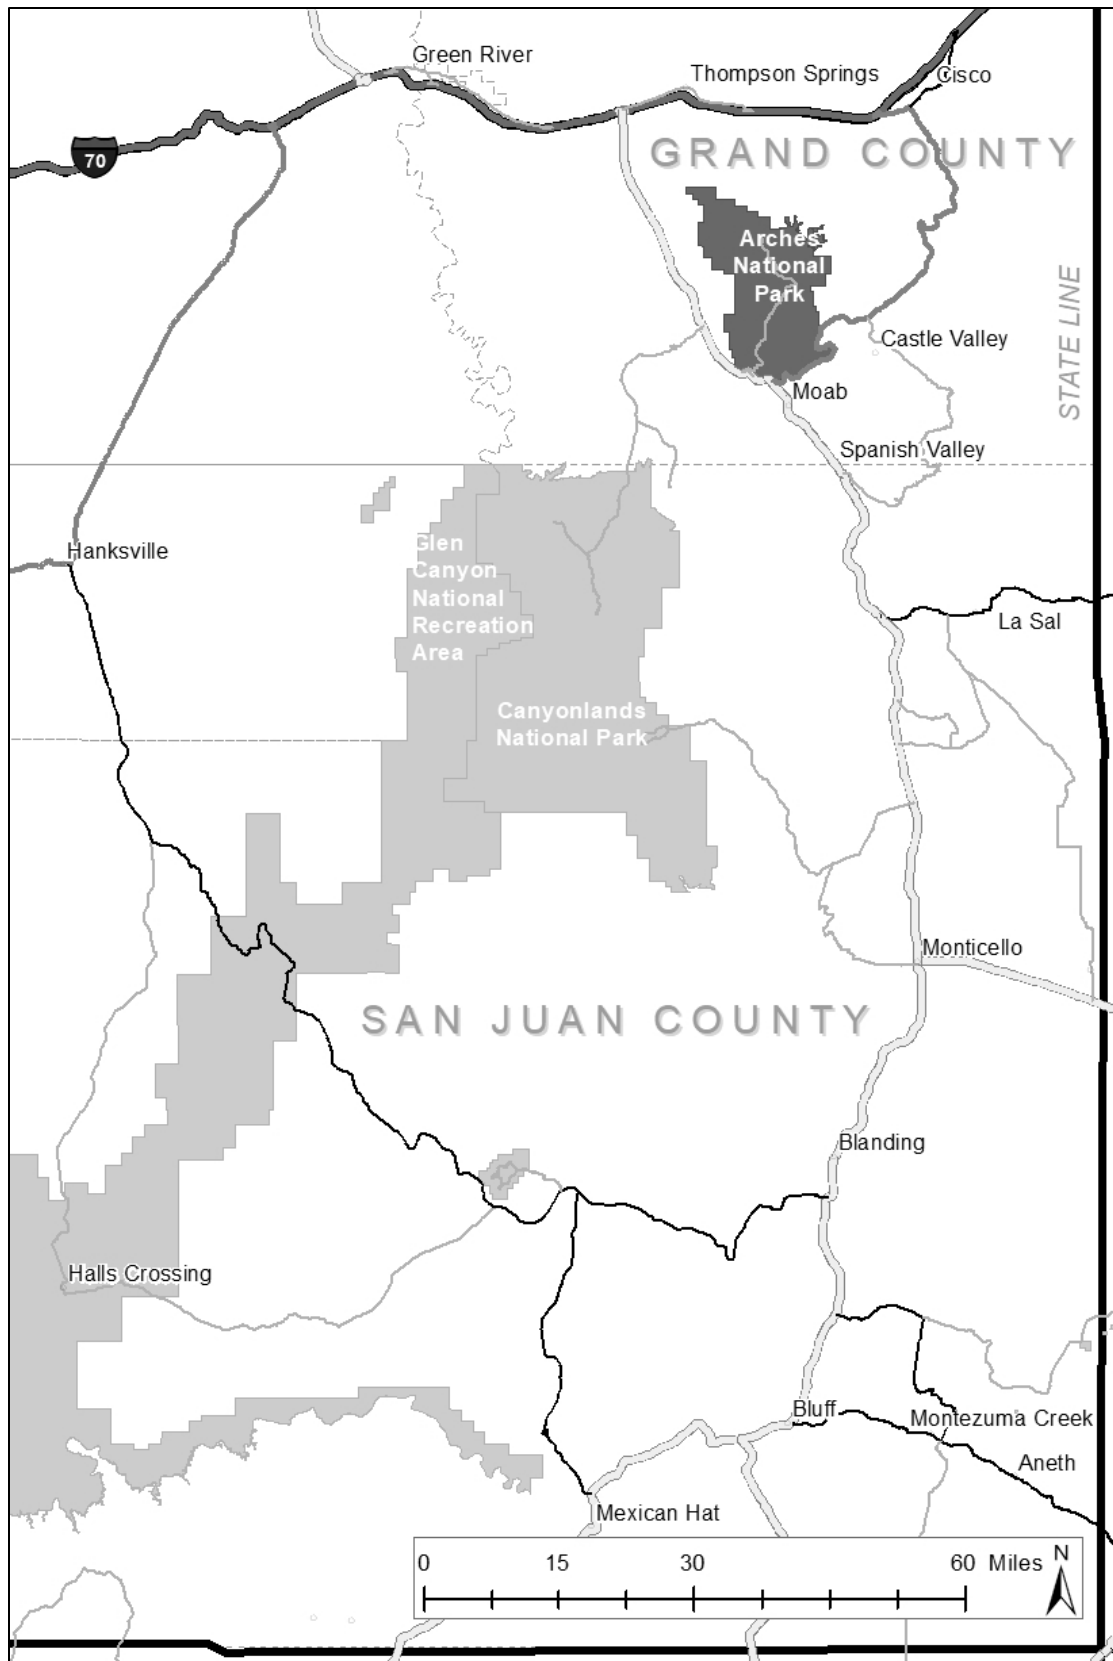 Green River
Thompson Springs
Cisco
70
GRAND COUNTY
Arches
National
Park
STATE LINE
Castle Valley
Moab
Spanish Valley
Hanksville
Glen
Canyon
National
Recreation
Area
La Sal
Canyonlands
National Park
Monticello
SAN JUAN COUNTY
Blanding
Halls Crossing
Bluff
Montezuma Creek
Aneth
Mexican Hat
0 15 30 60 Miles N